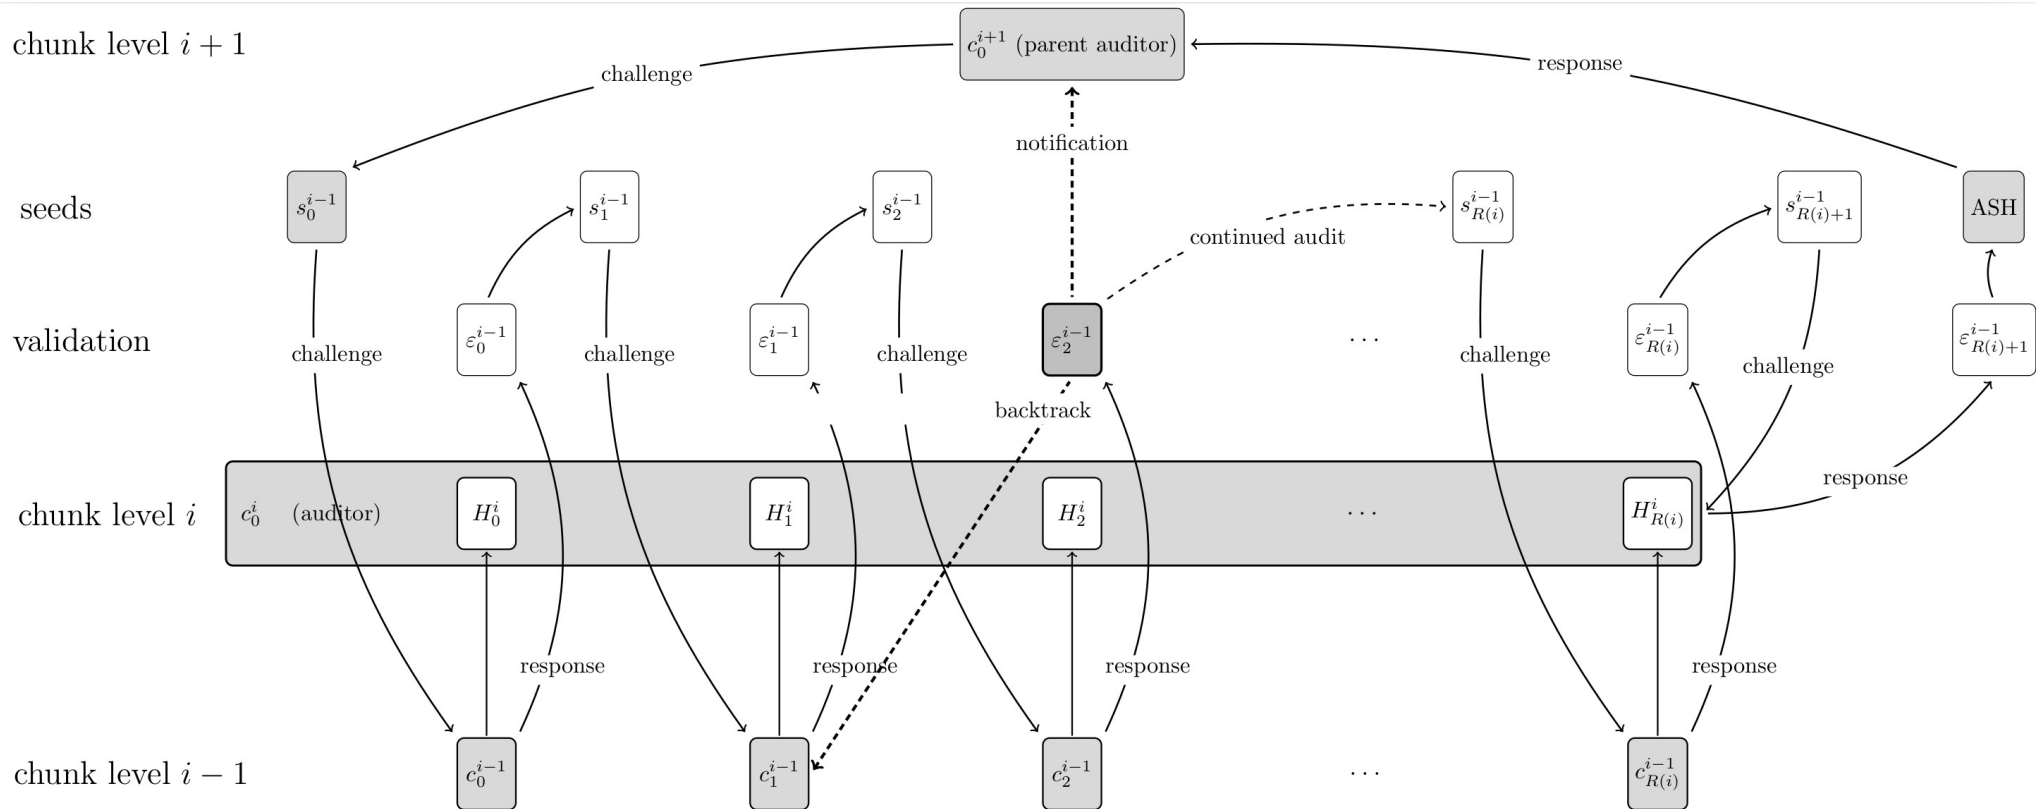 chunk level i + 1
c_0^{i+1} (parent auditor)
challenge
response
notification
seeds
s_0^{i-1}
s_1^{i-1}
s_2^{i-1}
s_{R(i)}^{i-1}
s_{R(i)+1}^{i-1}
ASH
continued audit
validation
ε_0^{i-1}
ε_1^{i-1}
ε_2^{i-1}
...
ε_{R(i)}^{i-1}
ε_{R(i)+1}^{i-1}
challenge
challenge
challenge
challenge
challenge
backtrack
response
chunk level i
c_0^i (auditor)
H_0^i
H_1^i
H_2^i
...
H_{R(i)}^i
response
response
response
response
chunk level i − 1
c_0^{i-1}
c_1^{i-1}
c_2^{i-1}
...
c_{R(i)}^{i-1}